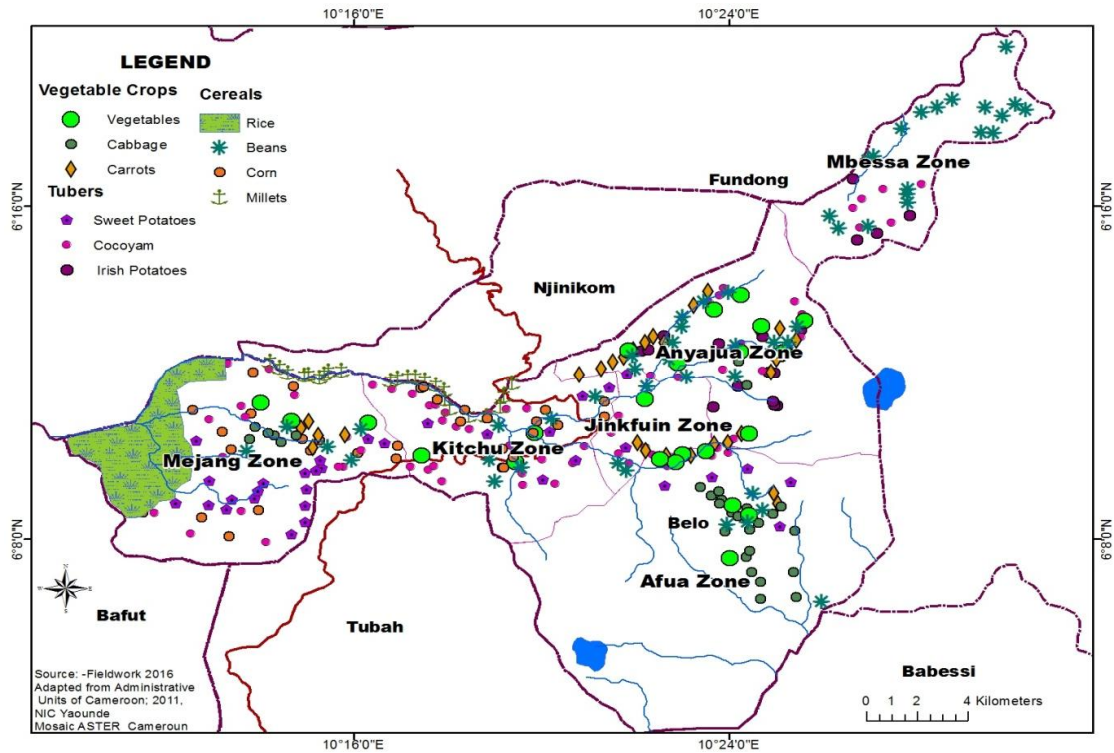 10°16'0"E
10°24'0"E
LEGEND
Vegetable Crops
Vegetables
Cabbage
Carrots
Tubers
Sweet Potatoes
Cocoyam
Irish Potatoes
Cereals
Rice
Beans
Corn
Millets
6°16'0"N
6°16'0"N
Mbessa Zone
Fundong
Njinikom
Anyajua Zone
Jinkfuin Zone
Kitchu Zone
Mejang Zone
Belo
6°8'0"N
6°8'0"N
Afua Zone
Bafut
Tubah
Babessi
Source: -Fieldwork 2016
Adapted from Administrative
Units of Cameroon; 2011,
NIC Yaounde
Mosaic ASTER Cameroun
0 1 2 4 Kilometers
10°16'0"E
10°24'0"E